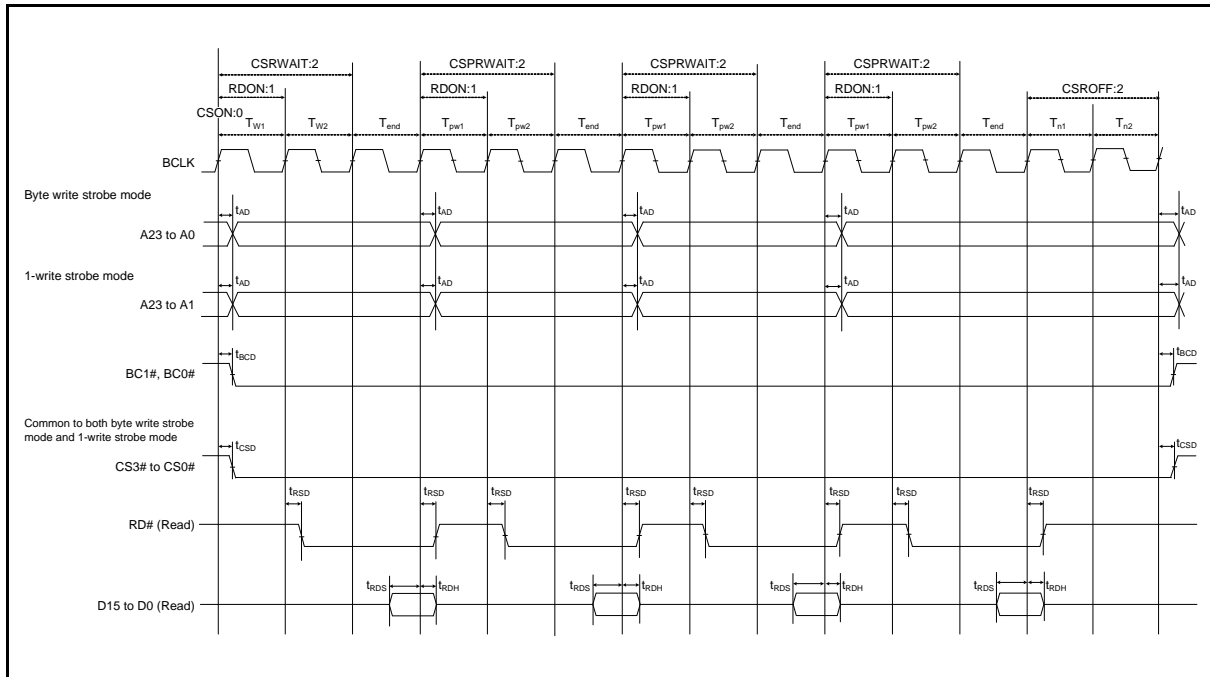 CSRWAIT:2 CSPRWAIT:2 CSPRWAIT:2 CSPRWAIT:2
RDON:1 RDON:1 RDON:1 RDON:1 CSROFF:2
CSON:0
TW1 TW2 Tend Tpw1 Tpw2 Tend Tpw1 Tpw2 Tend Tpw1 Tpw2 Tend Tn1 Tn2
BCLK
Byte write strobe mode
tAD tAD tAD tAD tAD
A23 to A0
1-write strobe mode
tAD tAD tAD tAD tAD
A23 to A1
tBCD tBCD
BC1#, BC0#
Common to both byte write strobe
mode and 1-write strobe mode
tCSD tCSD
CS3# to CS0#
tRSD tRSD tRSD tRSD tRSD tRSD tRSD tRSD
RD# (Read)
tRDS tRDH tRDS tRDH tRDS tRDH tRDS tRDH
D15 to D0 (Read)